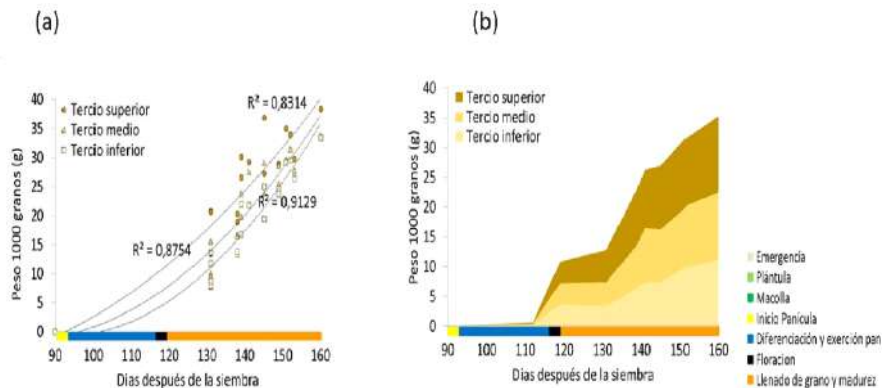 (a)
Peso 1000 granos (g)
40
35
30
25
20
15
10
5
0
Tercio superior
Tercio medio
Tercio inferior
R² = 0,8314
R² = 0,9129
R² = 0,8754
90 100 110 120 130 140 150 160
Dias después de la siembra
(b)
Peso 1000 granos (g)
40
35
30
25
20
15
10
5
0
Tercio superior
Tercio medio
Tercio inferior
90 100 110 120 130 140 150 160
Dias después de la siembra
Emergencia
Plántula
Macolla
Inicio Panicula
Diferenciación y exerción pan
Floracion
Llenado de grano y madurez